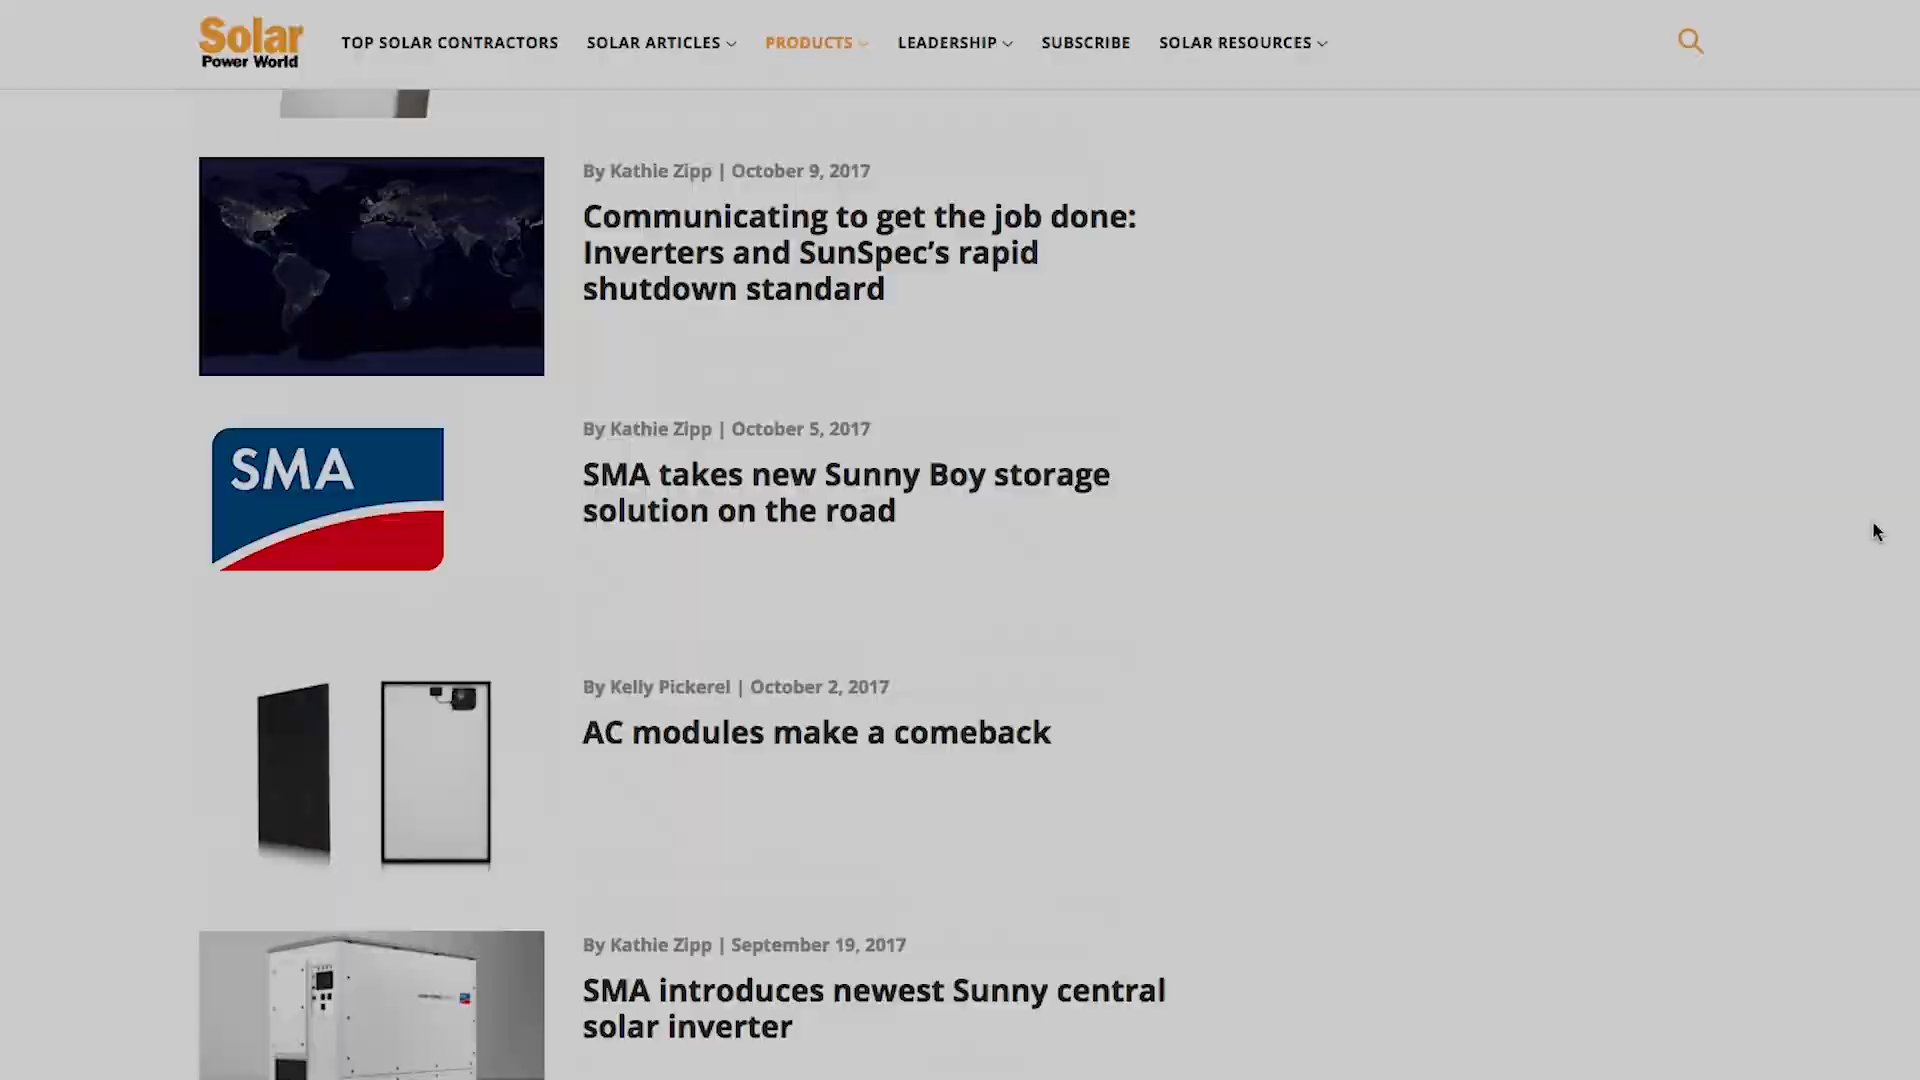 Solar
Power World
TOP SOLAR CONTRACTORS
SOLAR ARTICLES
PRODUCTS
LEADERSHIP
SUBSCRIBE
SOLAR RESOURCES
By Kathie Zipp | October 9, 2017
Communicating to get the job done:
Inverters and SunSpec’s rapid
shutdown standard
SMA
By Kathie Zipp | October 5, 2017
SMA takes new Sunny Boy storage
solution on the road
By Kelly Pickerel | October 2, 2017
AC modules make a comeback
By Kathie Zipp | September 19, 2017
SMA introduces newest Sunny central
solar inverter